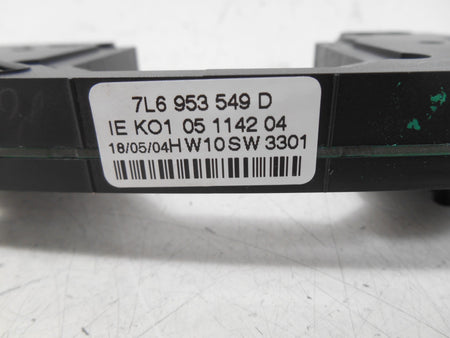 7L6 953 549 D
IE KO1 05 1142 04
18/05/04H W10SW 3301